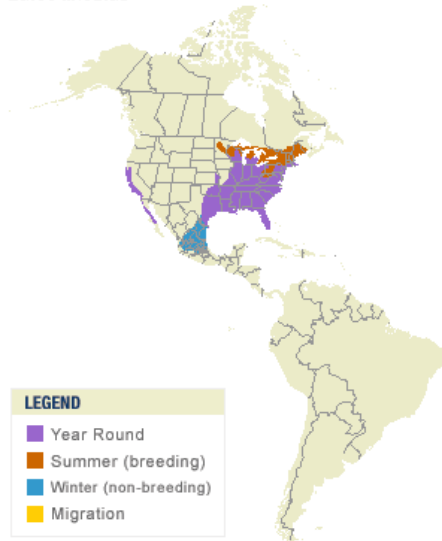 LEGEND
Year Round
Summer (breeding)
Winter (non-breeding)
Migration